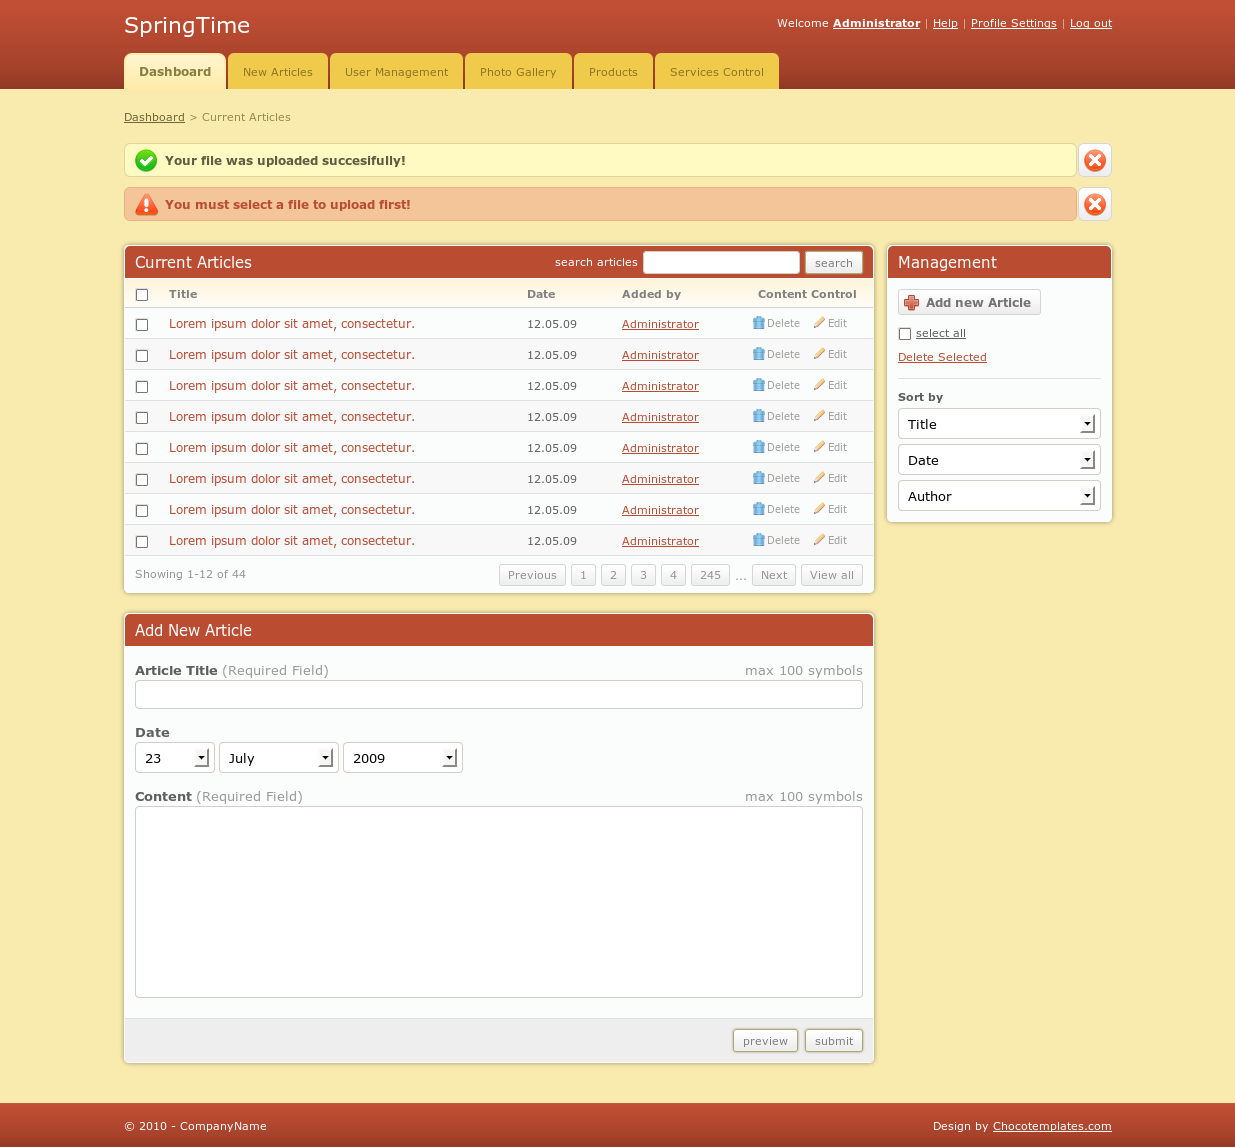 SpringTime
Welcome Administrator | Help | Profile Settings | Log out
Dashboard New Articles User Management Photo Gallery Products Services Control
Dashboard > Current Articles
Your file was uploaded succesifully!
You must select a file to upload first!
Current Articles search articles search
Title Date Added by Content Control
Lorem ipsum dolor sit amet, consectetur. 12.05.09 Administrator Delete Edit
Lorem ipsum dolor sit amet, consectetur. 12.05.09 Administrator Delete Edit
Lorem ipsum dolor sit amet, consectetur. 12.05.09 Administrator Delete Edit
Lorem ipsum dolor sit amet, consectetur. 12.05.09 Administrator Delete Edit
Lorem ipsum dolor sit amet, consectetur. 12.05.09 Administrator Delete Edit
Lorem ipsum dolor sit amet, consectetur. 12.05.09 Administrator Delete Edit
Lorem ipsum dolor sit amet, consectetur. 12.05.09 Administrator Delete Edit
Lorem ipsum dolor sit amet, consectetur. 12.05.09 Administrator Delete Edit
Showing 1-12 of 44 Previous 1 2 3 4 245 ... Next View all
Management
Add new Article
select all
Delete Selected
Sort by
Title
Date
Author
Add New Article
Article Title (Required Field) max 100 symbols
Date
23 July 2009
Content (Required Field) max 100 symbols
preview submit
© 2010 - CompanyName Design by Chocotemplates.com